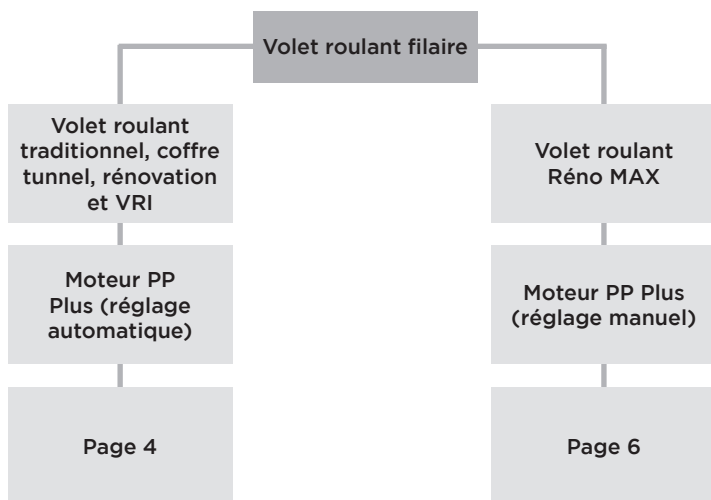 Volet roulant filaire
Volet roulant
traditionnel, coffre
tunnel, rénovation
et VRI
Moteur PP
Plus (réglage
automatique)
Page 4
Volet roulant
Réno MAX
Moteur PP Plus
(réglage manuel)
Page 6